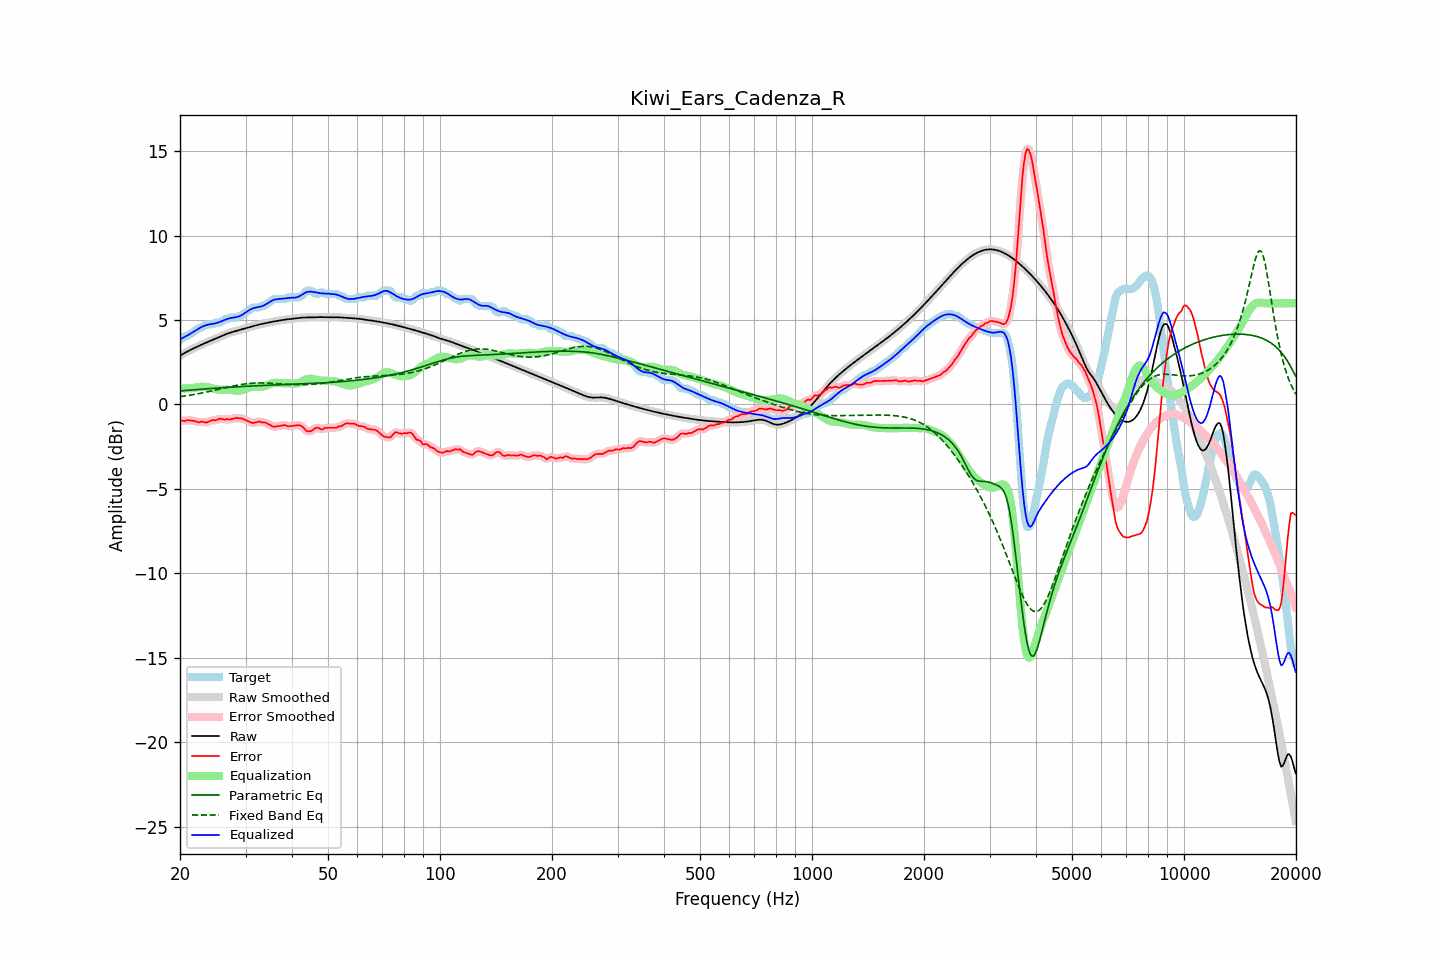 Kiwi_Ears_Cadenza_R
15
10
5
0
−5
−10
−15
−20
−25
Amplitude (dBr)
Target
Raw Smoothed
Error Smoothed
Raw
Error
Equalization
Parametric Eq
Fixed Band Eq
Equalized
20 50 100 200 500 1000 2000 5000 10000 20000
Frequency (Hz)